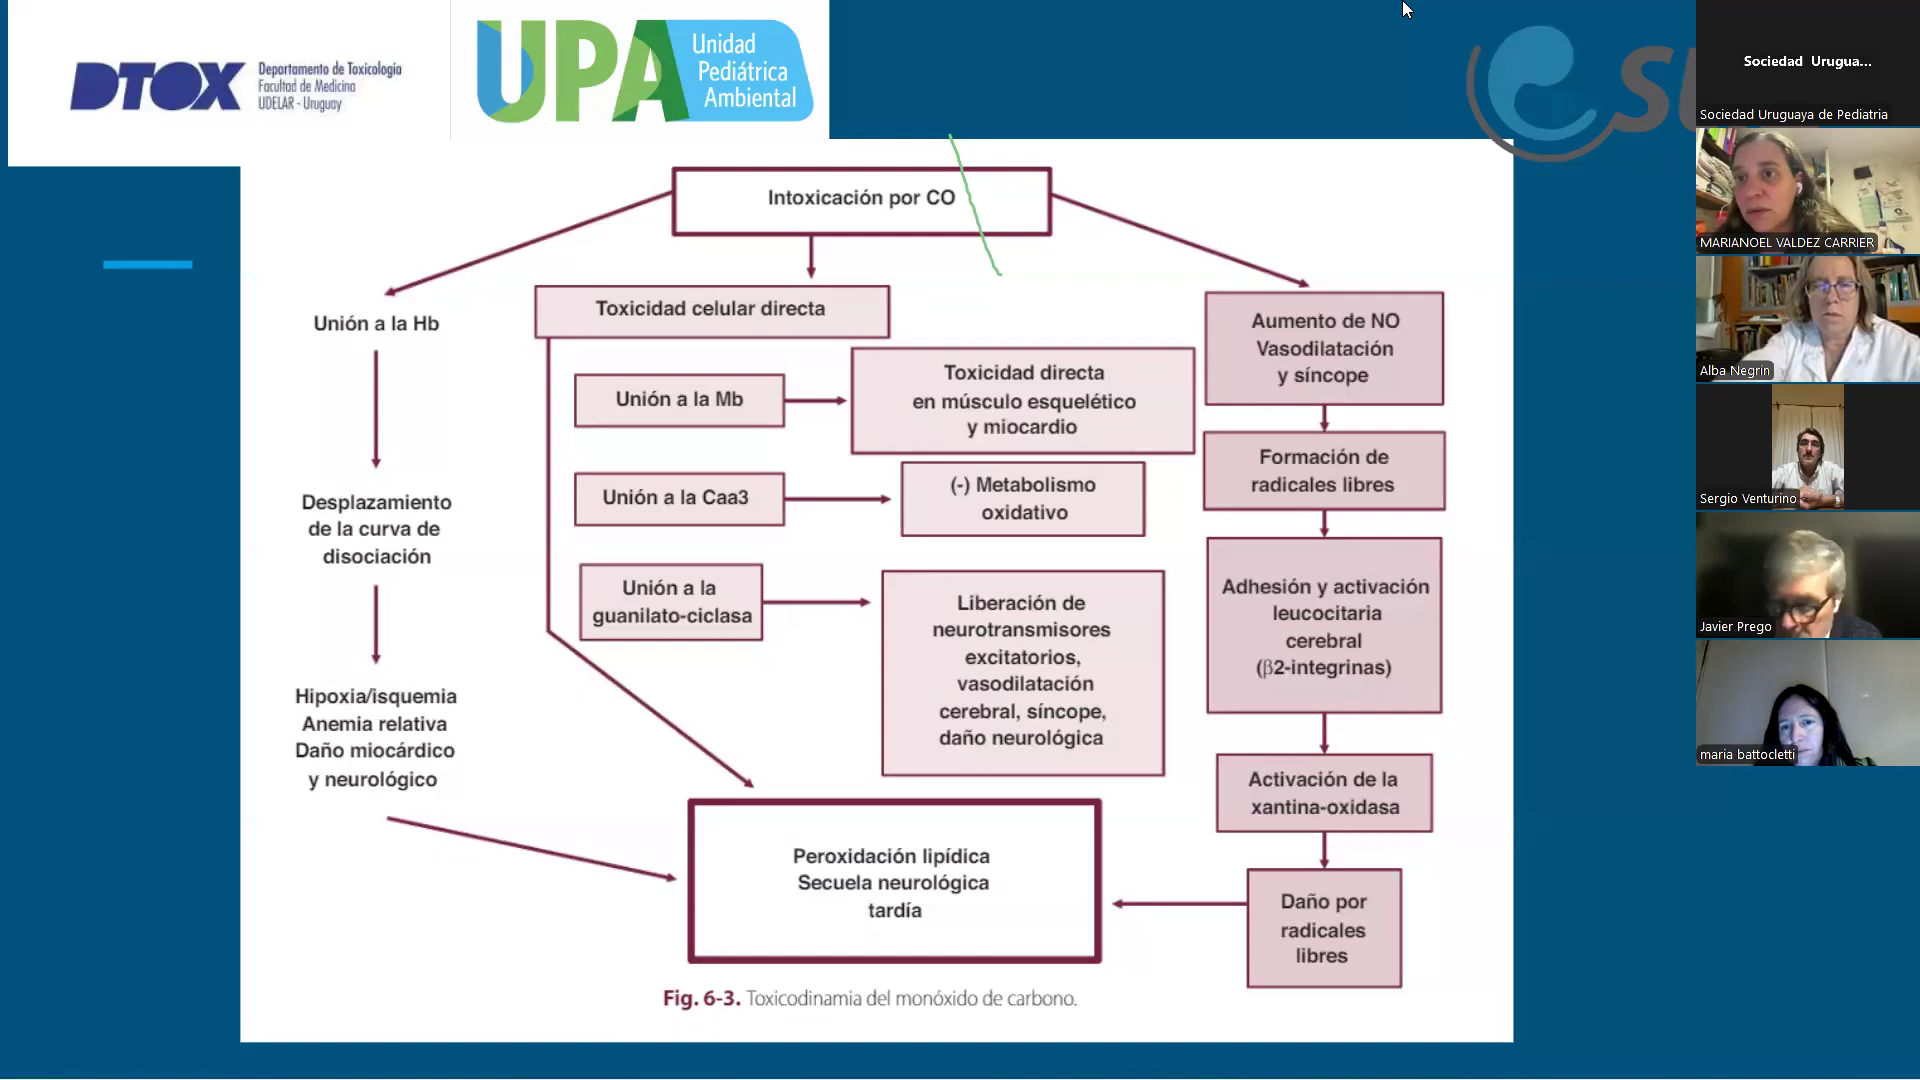 DTOX
Departamento de Toxicología
Facultad de Medicina
UDELAR - Uruguay
UPA
Unidad
Pediátrica
Ambiental
Intoxicación por CO
Unión a la Hb
Desplazamiento
de la curva de
disociación
Hipoxia/isquemia
Anemia relativa
Daño miocárdico
y neurológico
Toxicidad celular directa
Unión a la Mb
Toxicidad directa
en músculo esquelético
y miocardio
Unión a la Caa3
(-) Metabolismo
oxidativo
Unión a la
guanilato-ciclasa
Liberación de
neurotransmisores
excitatorios,
vasodilatación
cerebral, síncope,
daño neurológica
Aumento de NO
Vasodilatación
y síncope
Formación de
radicales libres
Adhesión y activación
leucocitaria
cerebral
(β2-integrinas)
Activación de la
xantina-oxidasa
Daño por
radicales
libres
Peroxidación lipídica
Secuela neurológica
tardía
Fig. 6-3. Toxicodinamia del monóxido de carbono.
Sociedad Urugua...
Sociedad Uruguaya de Pediatria
MARIANOEL VALDEZ CARRIER
Alba Negrin
Sergio Venturino
Javier Prego
maria battocletti